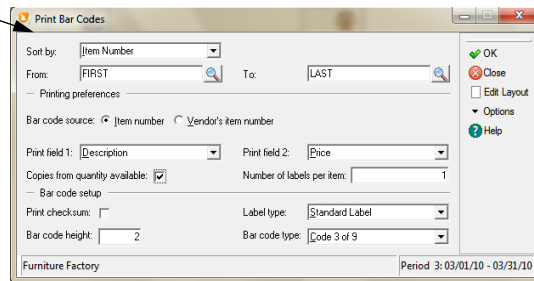 Print Bar Codes
Sort by: Item Number
OK
From: FIRST To: LAST
Close
Printing preferences
Edit Layout
Bar code source: Item number Vendor's item number
Options
Help
Print field 1: Description Print field 2: Price
Copies from quantity available: Number of labels per item: 1
Bar code setup
Print checksum: Label type: Standard Label
Bar code height: 2 Bar code type: Code 3 of 9
Furniture Factory Period 3: 03/01/10 - 03/31/10